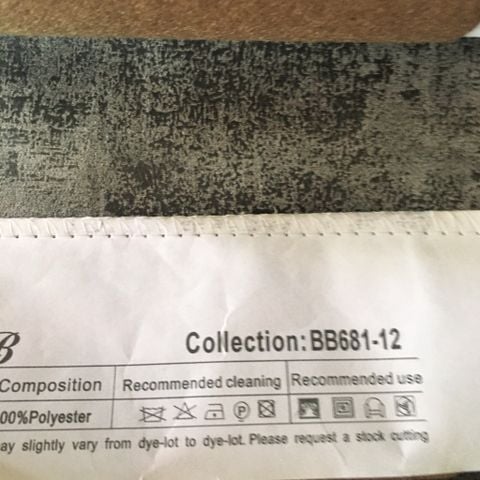 B
Collection: BB681-12
Composition Recommended cleaning Recommended use
00%Polyester P
ay slightly vary from dye-lot to dye-lot. Please request a stock cutting